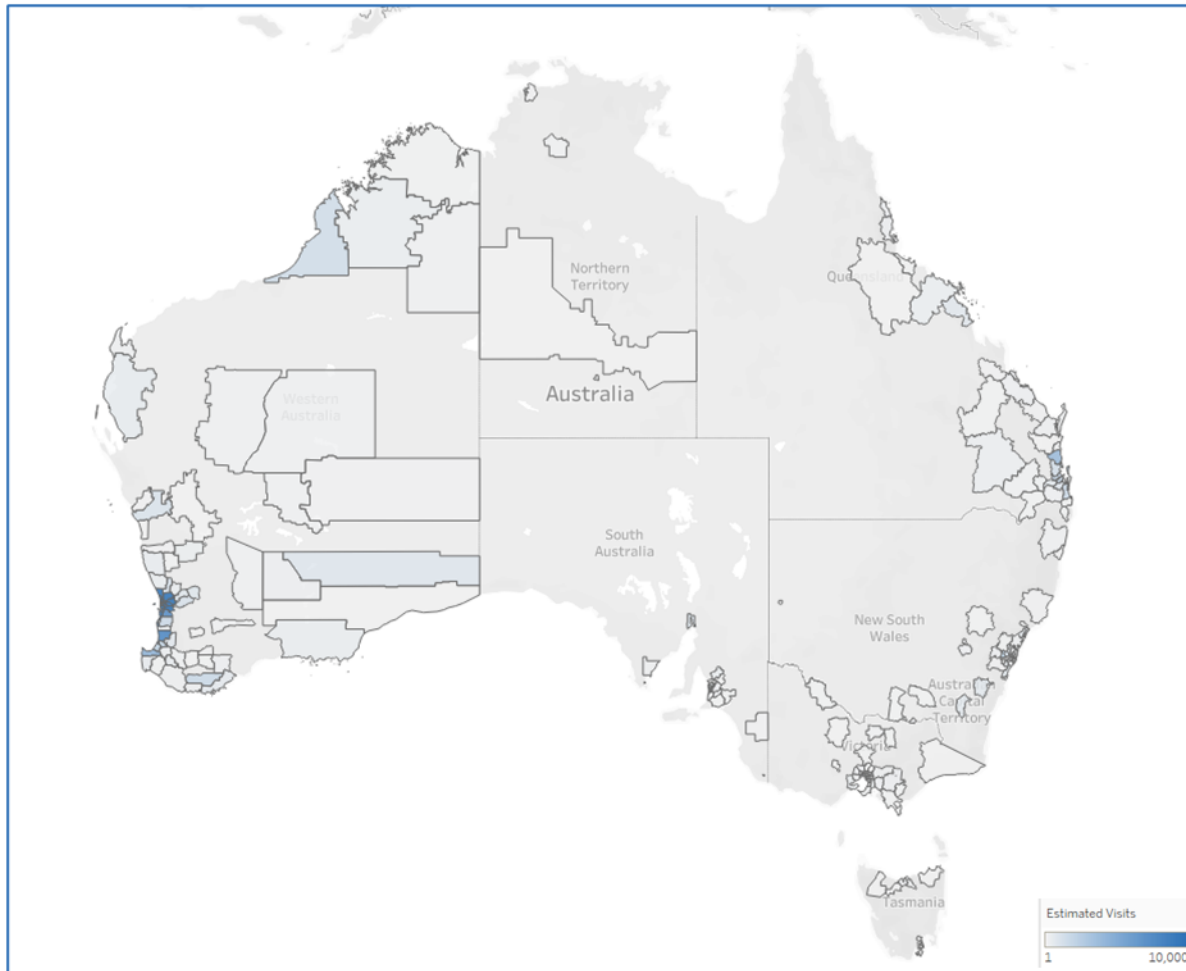 Northern
Territory
Queensland
Australia
Western
Australia
South
Australia
New South
Wales
Australian
Capital
Territory
Victoria
Tasmania
Estimated Visits
1 10,000